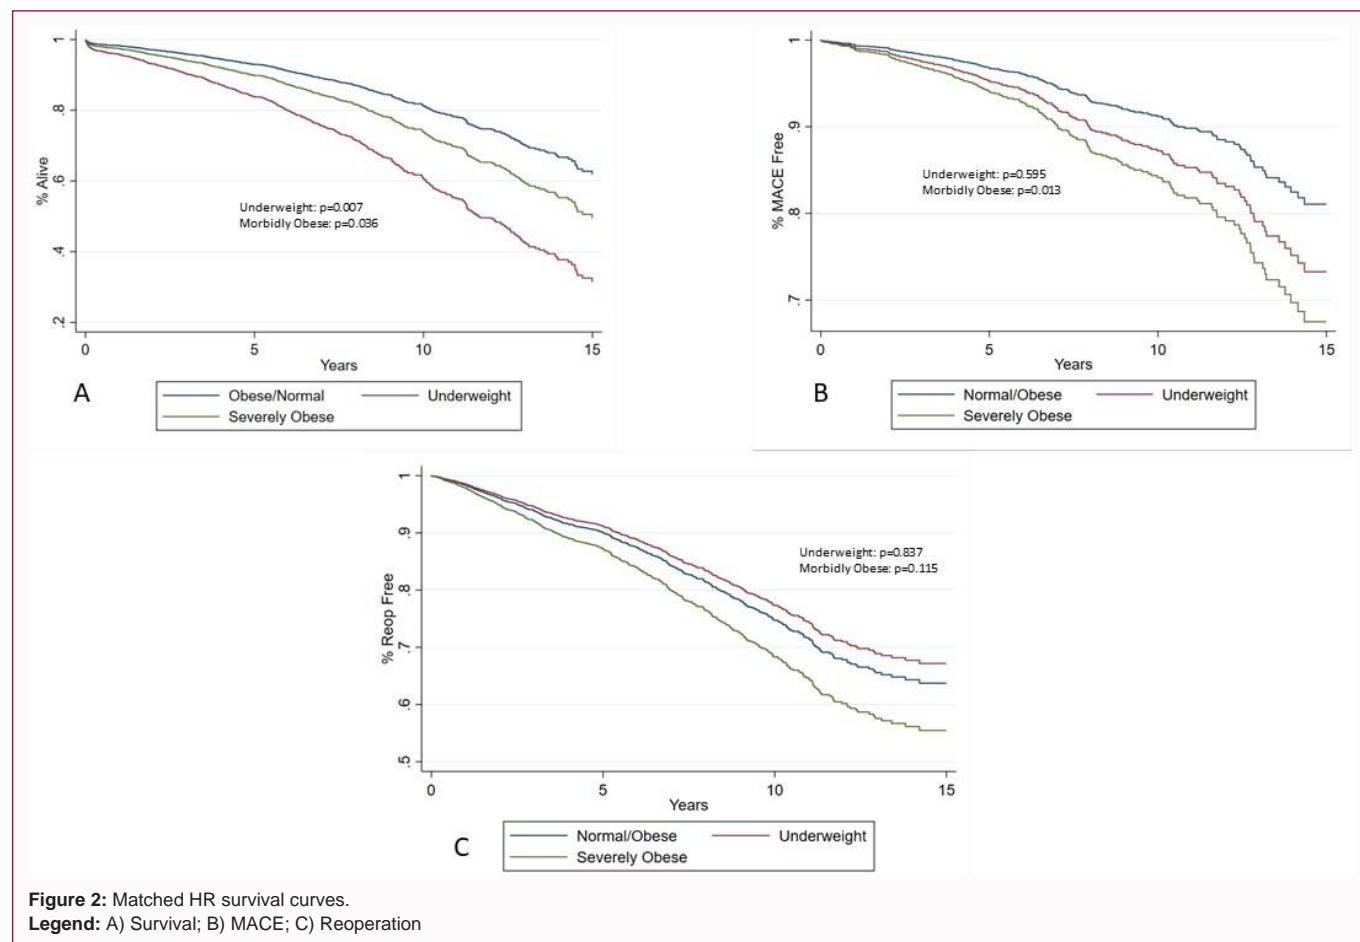 1
.8
.6
.4
.2
% Alive
Underweight: p=0.007
Morbidly Obese: p=0.036
0 5 10 15
Years
A
Obese/Normal Underweight
Severely Obese
1
.9
.8
.7
% MACE Free
Underweight: p=0.595
Morbidly Obese: p=0.013
0 5 10 15
Years
B
Normal/Obese Underweight
Severely Obese
1
.9
.8
.7
.6
.5
% Reop Free
Underweight: p=0.837
Morbidly Obese: p=0.115
0 5 10 15
Years
C
Normal/Obese Underweight
Severely Obese
Figure 2: Matched HR survival curves.
Legend: A) Survival; B) MACE; C) Reoperation